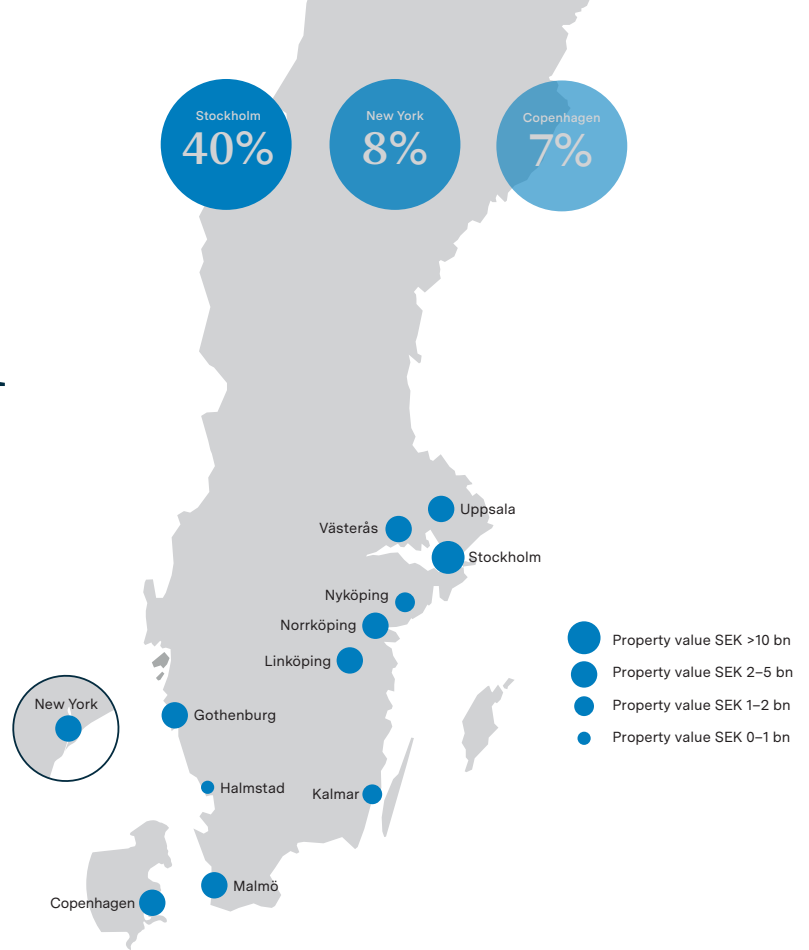 Stockholm
40%
New York
8%
Copenhagen
7%
Uppsala
Västerås
Stockholm
Nyköping
Norrköping
Linköping
New York
Gothenburg
Halmstad
Kalmar
Malmö
Copenhagen
Property value SEK >10 bn
Property value SEK 2–5 bn
Property value SEK 1–2 bn
Property value SEK 0–1 bn